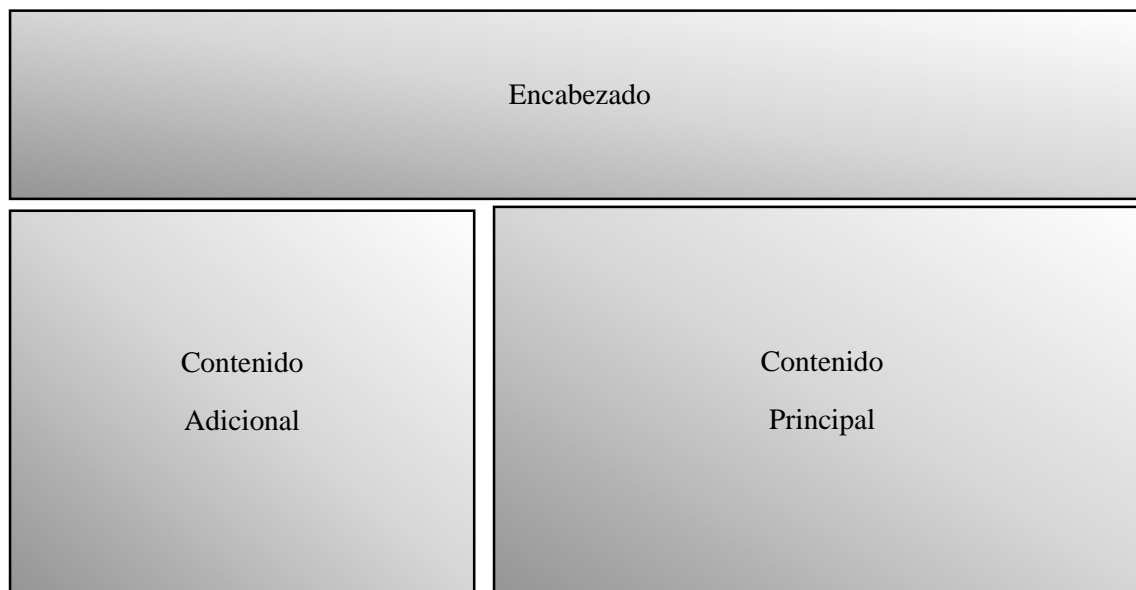 Encabezado
Contenido
Adicional
Contenido
Principal